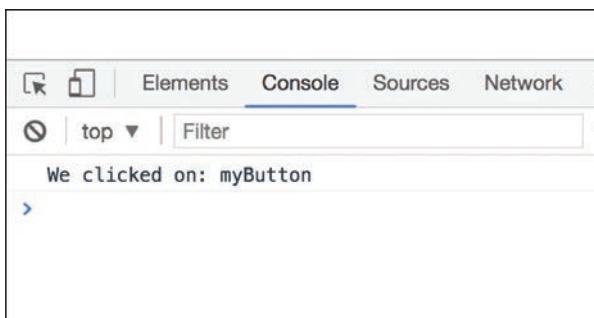 Elements Console Sources Network
top ▼ Filter
We clicked on: myButton
>